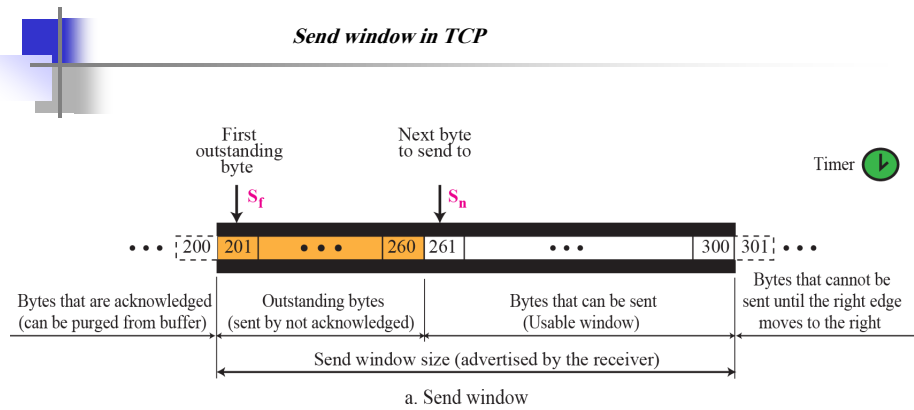 Send window in TCP
First
outstanding
byte
Next byte
to send to
Timer
Sf
Sn
• • • 200 201 • • • 260 261 • • • 300 301 • • •
Bytes that are acknowledged
(can be purged from buffer)
Outstanding bytes
(sent by not acknowledged)
Bytes that can be sent
(Usable window)
Bytes that cannot be
sent until the right edge
moves to the right
Send window size (advertised by the receiver)
a. Send window